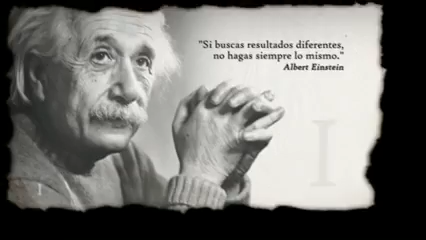 "Si buscas resultados diferentes,
no hagas siempre lo mismo."
Albert Einstein
I
I